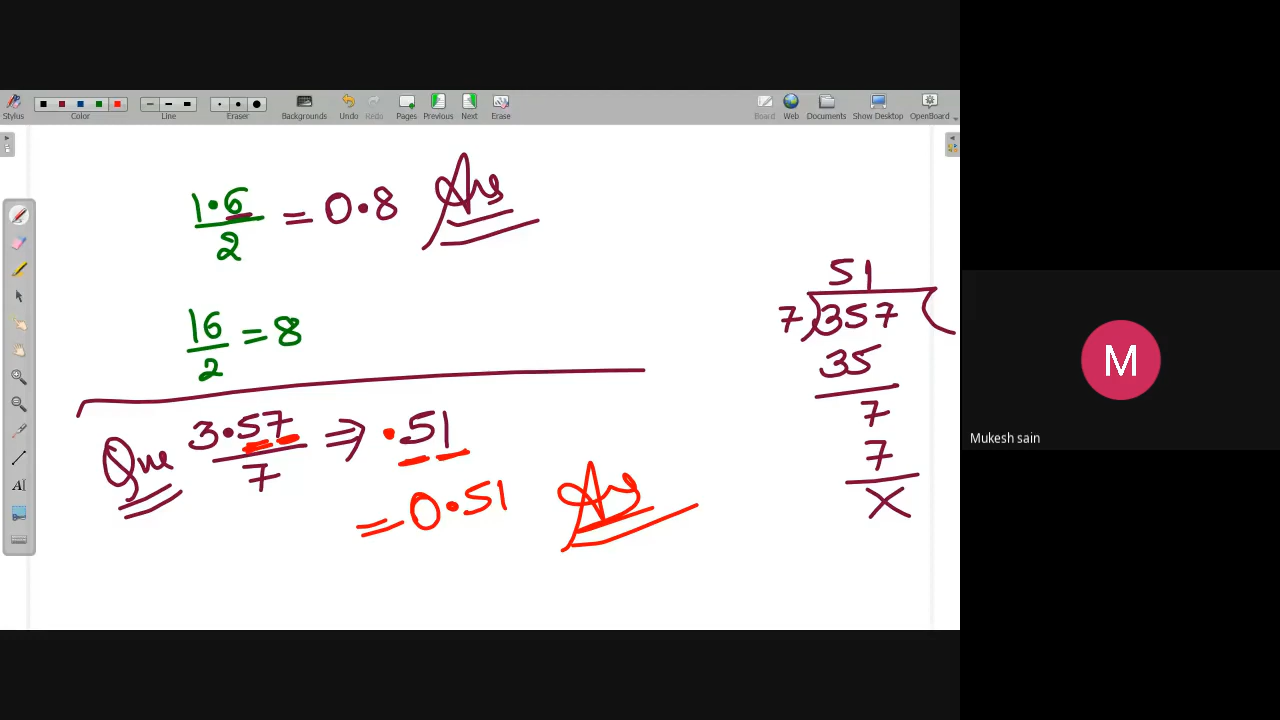 Stylus Color Line Eraser Backgrounds Undo Redo Pages Previous Next Erase Board Web Documents Show Desktop OpenBoard
1.6/2 = 0.8 Ans
16/2 = 8
Que 3.57/7 ⇒ .51
= 0.51 Ans
51
7)357(
35
7
7
X
M
Mukesh sain